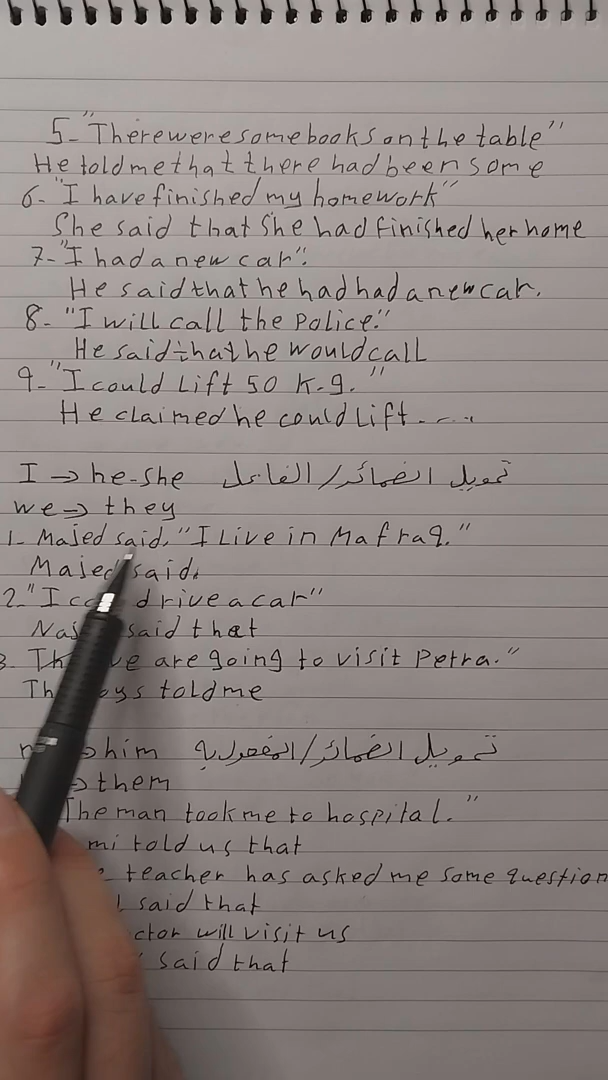 5- "There were some books on the table"
He told me that there had been some
6- "I have finished my homework"
She said that she had finished her home
7- "I had a new car".
He said that he had had a new car.
8- "I will call the Police."
He said that he would call
9- "I could Lift 50 K.g."
He claimed he could Lift ....
I → he-she تحويل الضمائر / الفاعل
we → they
1- Majed said, "I Live in Mafraq."
Majed said.
2. "I can drive a car"
said that
are going to visit Petra."
told me
him تحويل الضمائر / المفعول به
→ them
The man took me to hospital."
told us that
teacher has asked me some question
said that
will visit us
said that